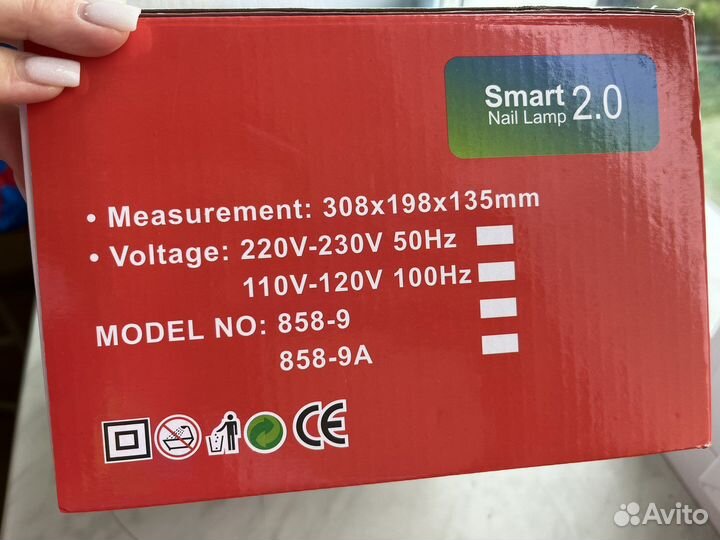 Smart 2.0
Nail Lamp
• Measurement: 308x198x135mm
• Voltage: 220V-230V 50Hz
110V-120V 100Hz
MODEL NO: 858-9
858-9A
CE
Avito